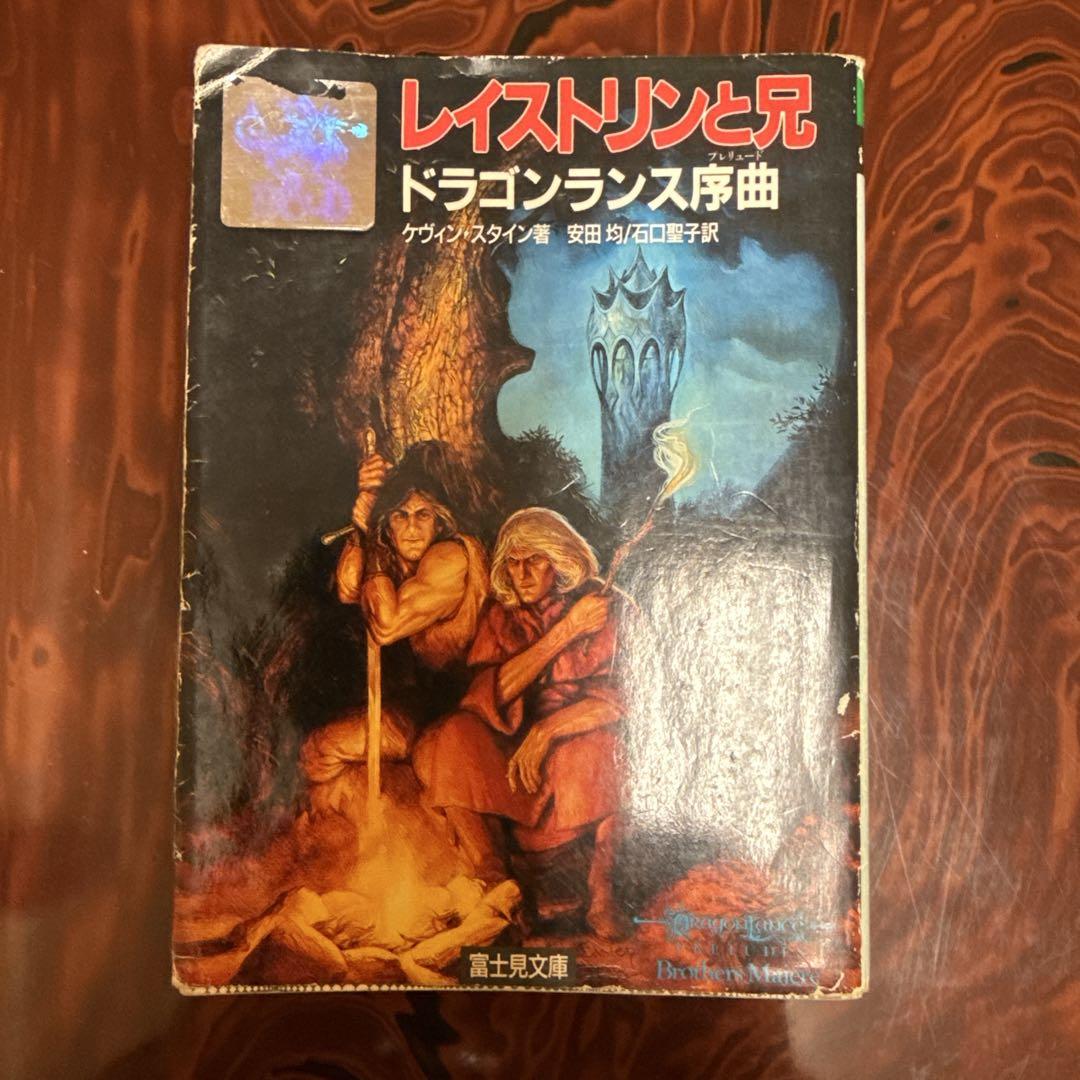 レイストリンと兄
プレリュード
ドラゴンランス序曲
ケヴィン・スタイン著 安田 均/石口聖子訳
DragonLance
PRELUDE
Brothers Majere
富士見文庫